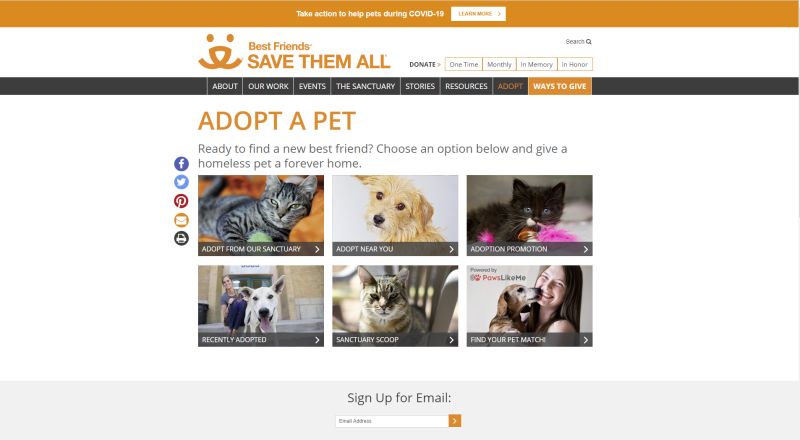 Take action to help pets during COVID-19
LEARN MORE >
Best Friends
SAVE THEM ALL
Search
DONATE > One Time Monthly In Memory In Honor
ABOUT OUR WORK EVENTS THE SANCTUARY STORIES RESOURCES ADOPT WAYS TO GIVE
ADOPT A PET
Ready to find a new best friend? Choose an option below and give a
homeless pet a forever home.
ADOPT FROM OUR SANCTUARY
ADOPT NEAR YOU
ADOPTION PROMOTION
Powered by
PawsLikeMe
RECENTLY ADOPTED
SANCTUARY SCOOP
FIND YOUR PET MATCH!
Sign Up for Email:
Email Address